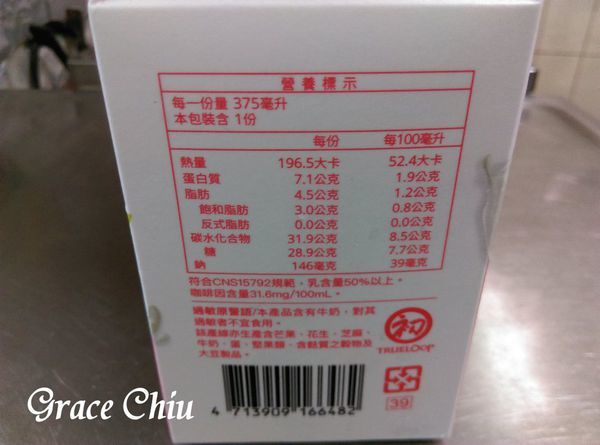 營養標示
每一份量 375毫升
本包裝含 1份
每份 每100毫升
熱量 196.5大卡 52.4大卡
蛋白質 7.1公克 1.9公克
脂肪 4.5公克 1.2公克
飽和脂肪 3.0公克 0.8公克
反式脂肪 0.0公克 0.0公克
碳水化合物 31.9公克 8.5公克
糖 28.9公克 7.7公克
鈉 146毫克 39毫克
符合CNS15792規範，乳含量50%以上。
咖啡因含量31.6mg/100mL。
過敏原警語/本產品含有牛奶，對其
過敏者不宜食用。
該產線亦生產含芒果、花生、芝麻、
牛奶、蛋、堅果類、含麩質之穀物及
大豆製品。
初
TRUELOOP
4 713909 166482
39
Grace Chiu